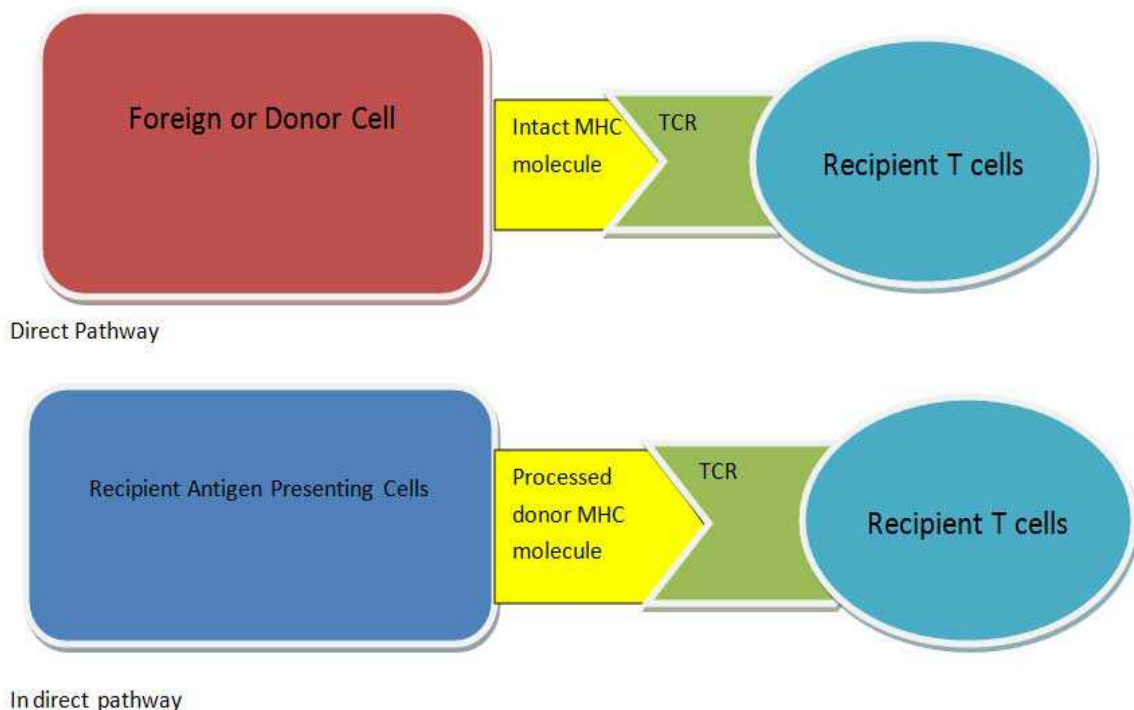 Foreign or Donor Cell
Intact MHC
molecule
TCR
Recipient T cells
Direct Pathway
Recipient Antigen Presenting Cells
Processed
donor MHC
molecule
TCR
Recipient T cells
In direct pathway